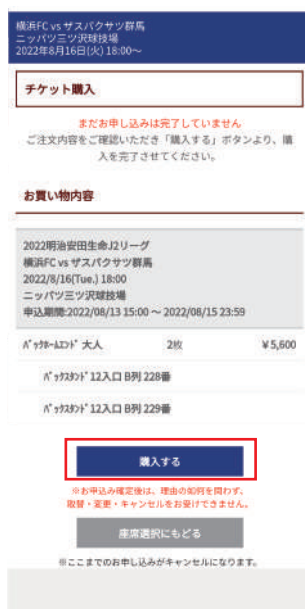 横浜FC vs ザスパクサツ群馬
ニッパツ三ツ沢球技場
2022年8月16日(火) 18:00～
チケット購入
まだお申し込みは完了していません
ご注文内容をご確認いただき「購入する」ボタンより、購
入を完了させてください。
お買い物内容
2022明治安田生命J2リーグ
横浜FC vs ザスパクサツ群馬
2022/8/16(Tue.) 18:00
ニッパツ三ツ沢球技場
申込期間:2022/08/13 15:00 ～ 2022/08/15 23:59
ﾊﾞｯｸﾎｰﾑｴﾝﾄﾞ 大人 2枚 ¥5,600
ﾊﾞｯｸｽﾀﾝﾄﾞ 12入口 B列 228番
ﾊﾞｯｸｽﾀﾝﾄﾞ 12入口 B列 229番
購入する
※お申込み確定後は、理由の如何を問わず、
取替・変更・キャンセルをお受けできません。
座席選択にもどる
※ここまでのお申し込みがキャンセルになります。